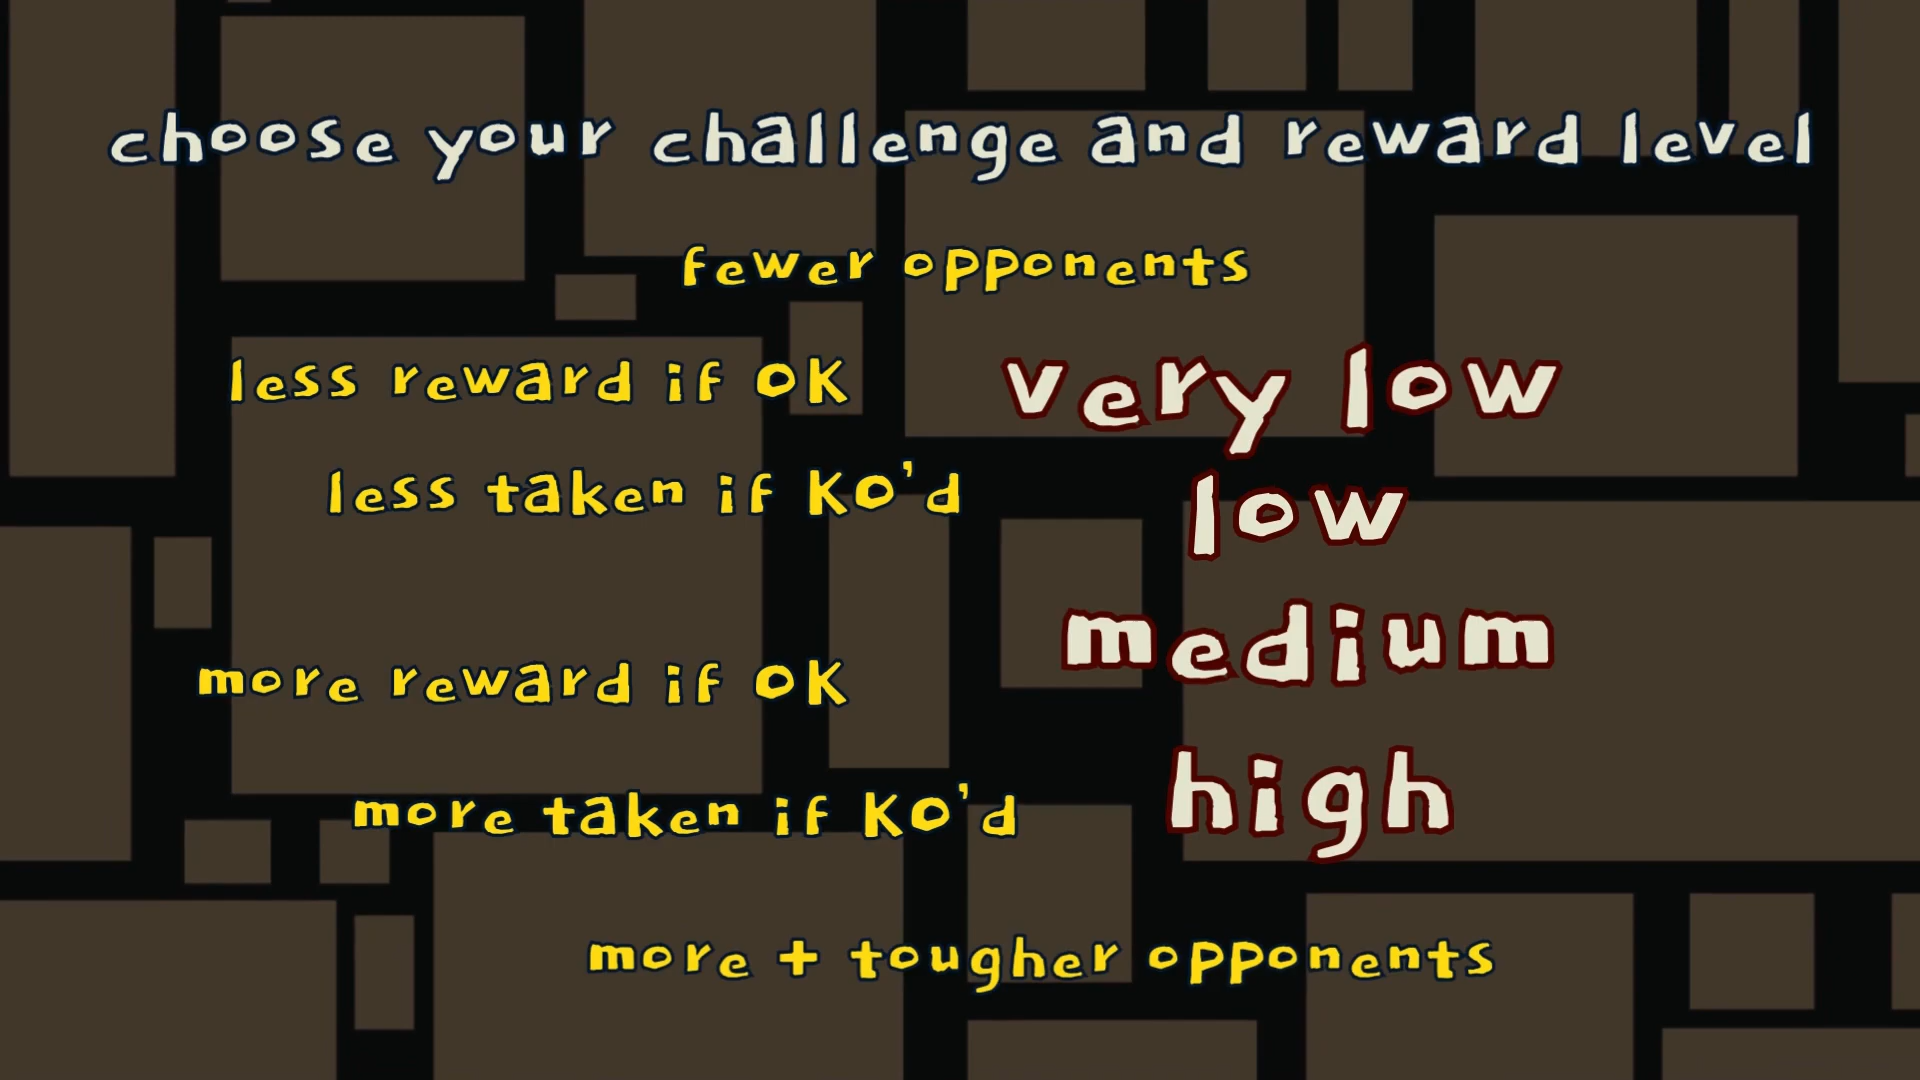 choose your challenge and reward level
fewer opponents
less reward if OK
very low
less taken if KO'd
low
medium
more reward if OK
high
more taken if KO'd
more + tougher opponents